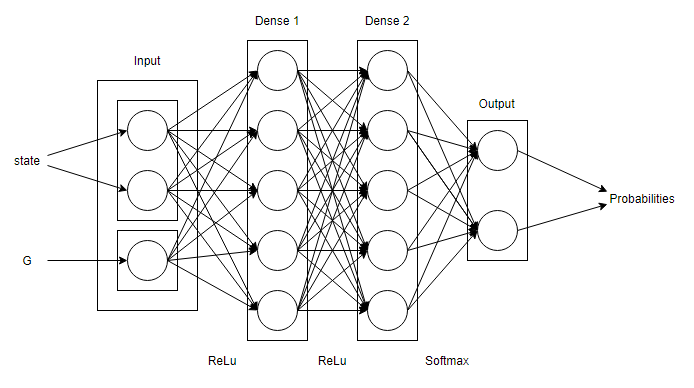 Dense 1
Dense 2
Input
Output
state
Probabilities
G
ReLu
ReLu
Softmax